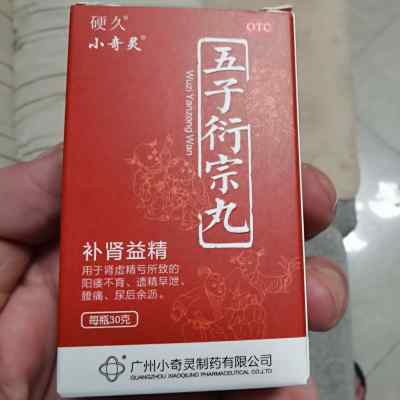 硬久®
小奇灵®
OTC
五子衍宗丸
Wuzi Yanzong Wan
补肾益精
用于肾虚精亏所致的
阳痿不育、遗精早泄、
腰痛、尿后余沥。
每瓶30克
广州小奇灵制药有限公司
GUANGZHOU XIAOQILING PHARMACEUTICAL CO.,LTD